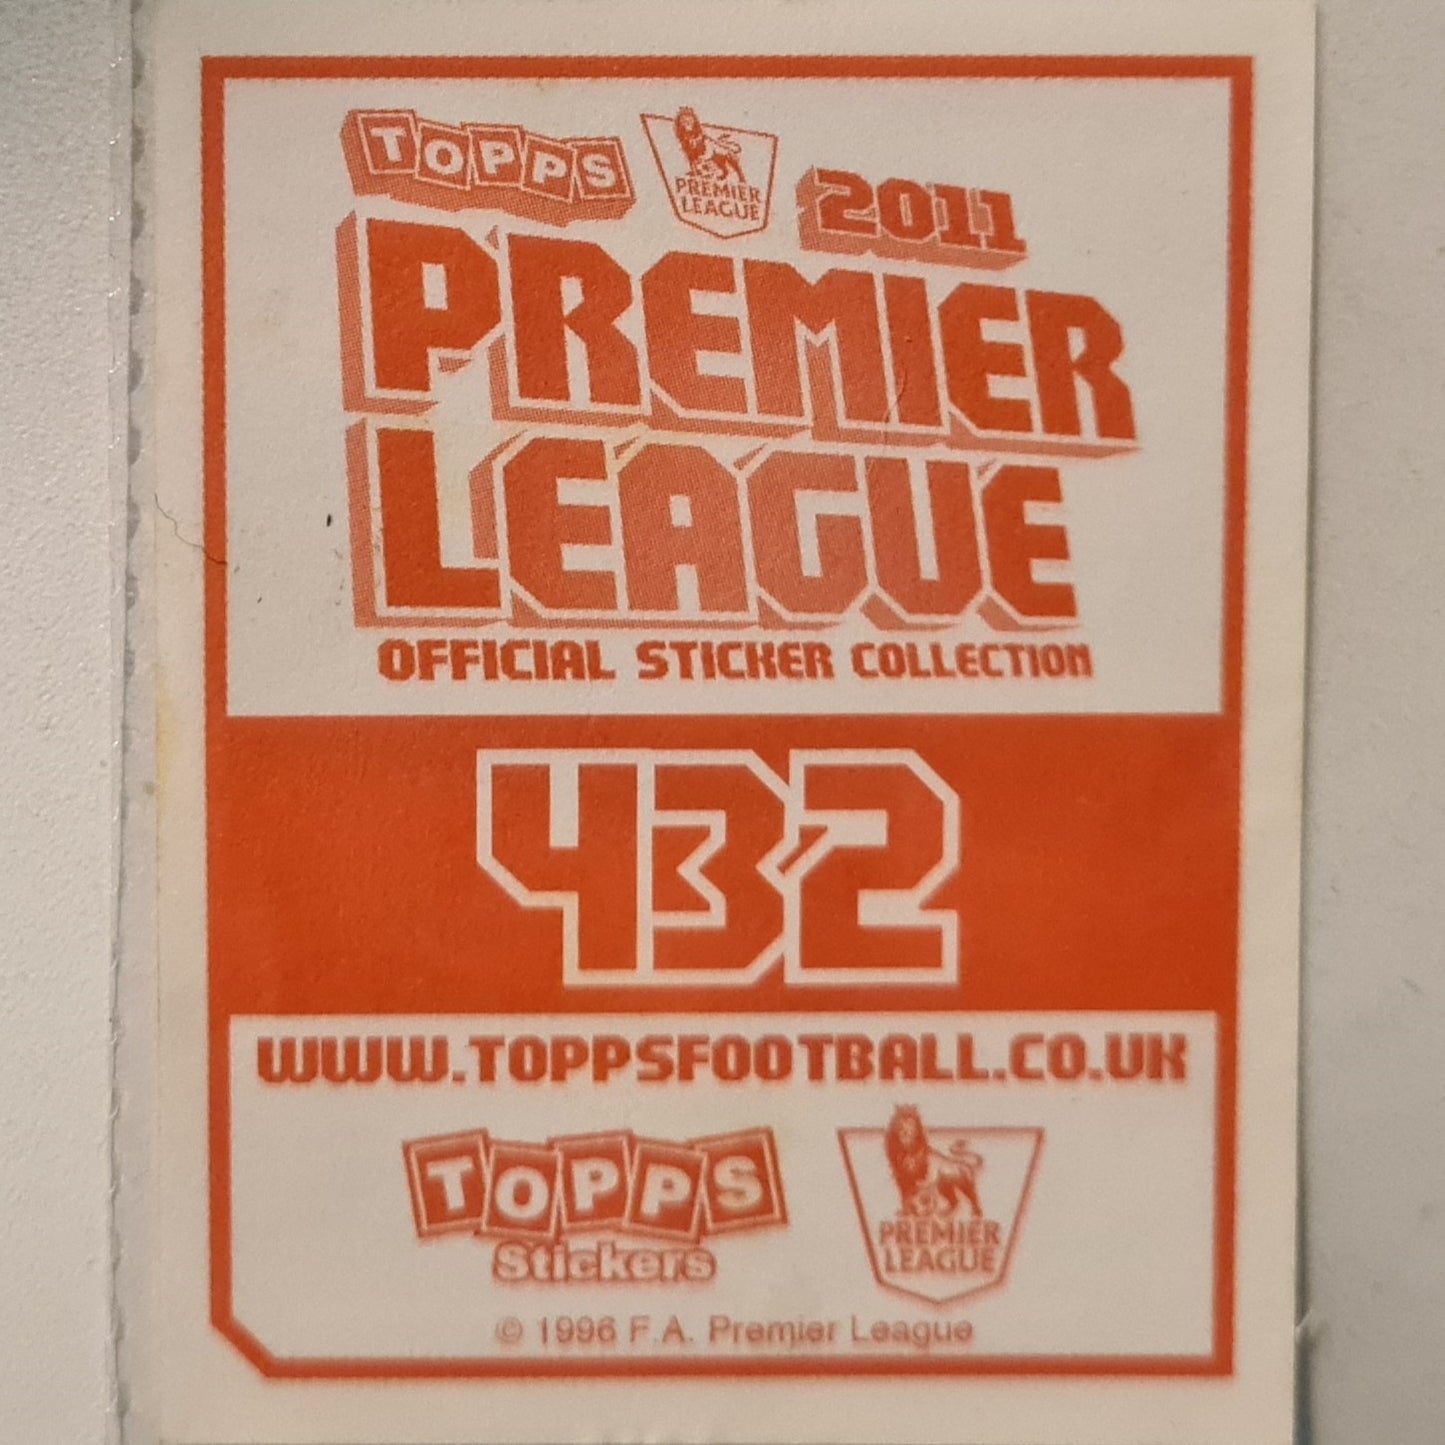 TOPPS PREMIER LEAGUE 2011
PREMIER
LEAGUE
OFFICIAL STICKER COLLECTION
432
WWW.TOPPSFOOTBALL.CO.UK
TOPPS
Stickers
PREMIER
LEAGUE
© 1996 F.A. Premier League